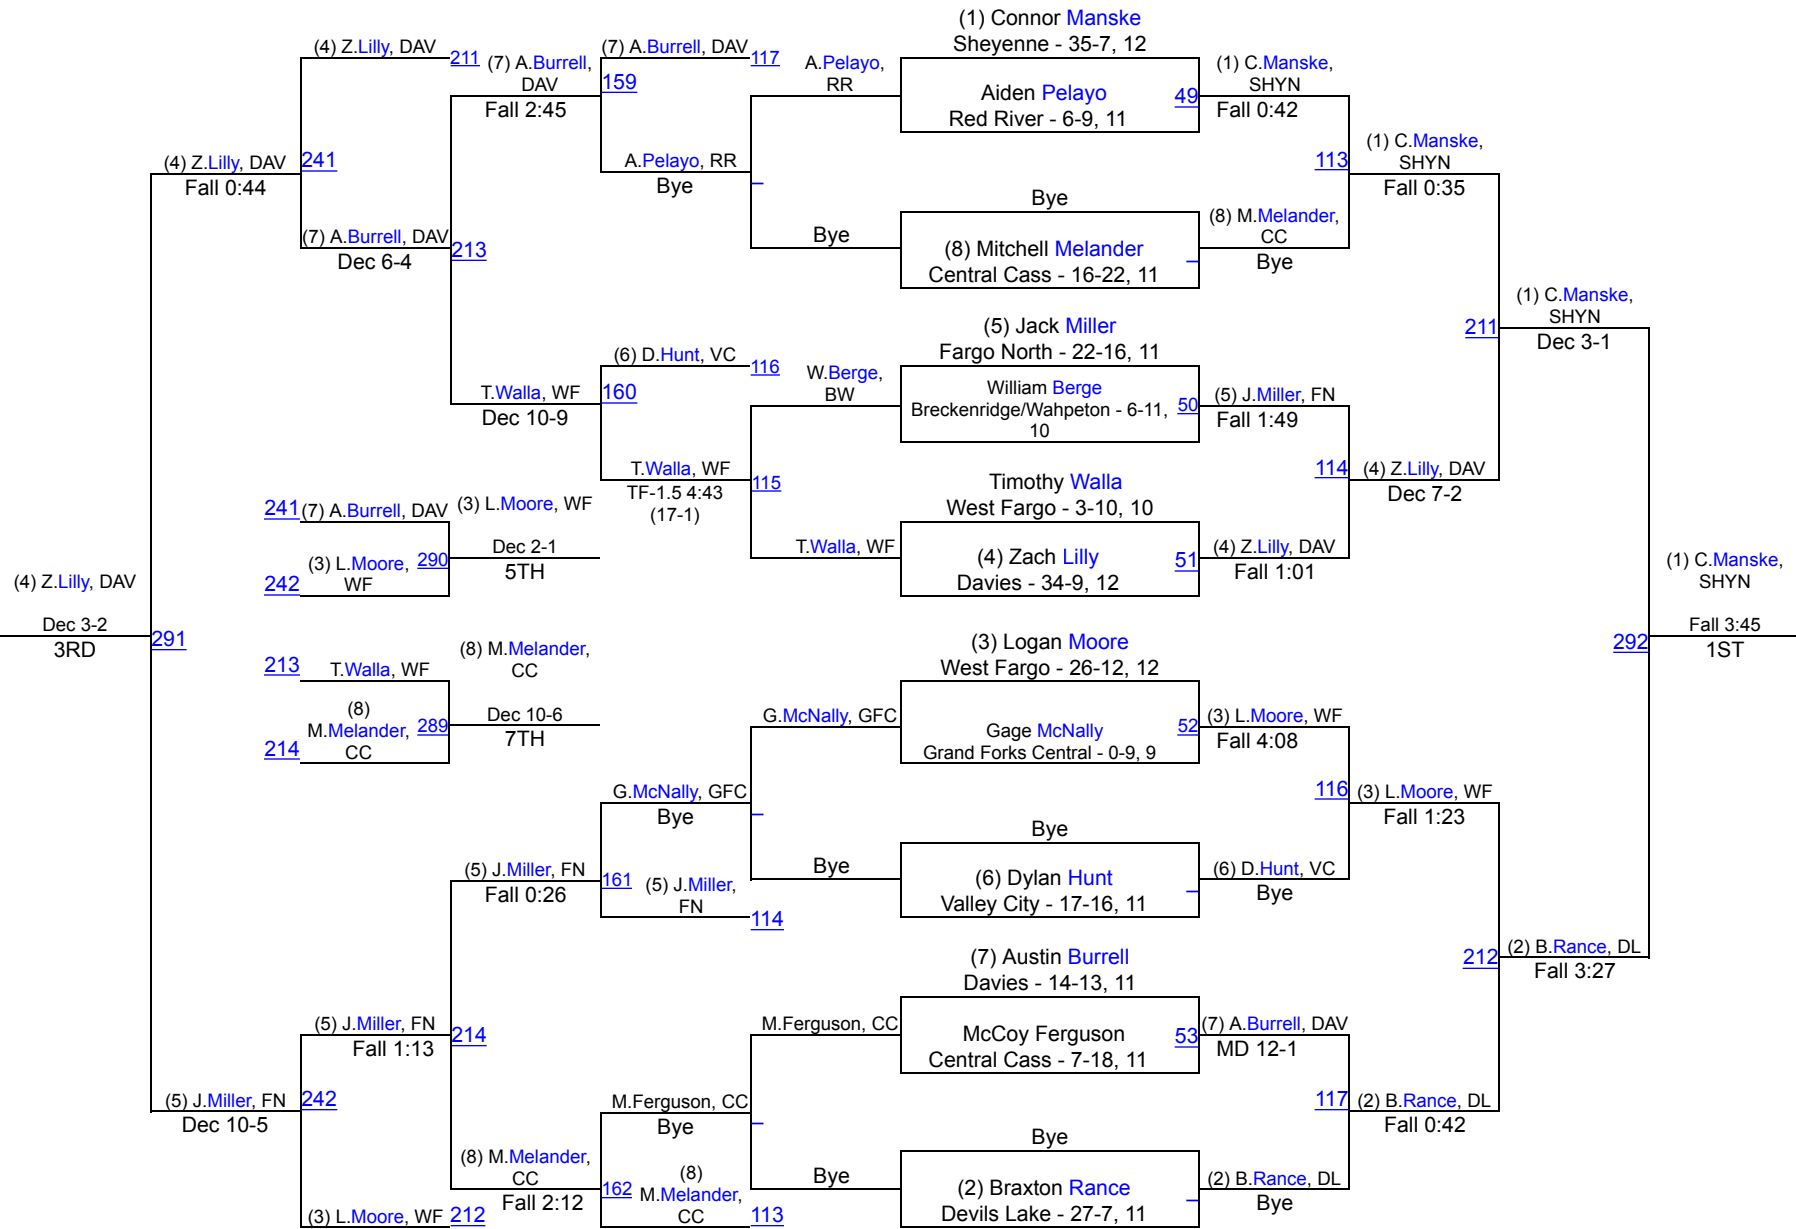 (1) Connor Manske
Sheyenne - 35-7, 12
Aiden Pelayo
Red River - 6-9, 11
49
Bye
(8) Mitchell Melander
Central Cass - 16-22, 11
(5) Jack Miller
Fargo North - 22-16, 11
William Berge
Breckenridge/Wahpeton - 6-11,
10
50
Timothy Walla
West Fargo - 3-10, 10
(4) Zach Lilly
Davies - 34-9, 12
51
(3) Logan Moore
West Fargo - 26-12, 12
Gage McNally
Grand Forks Central - 0-9, 9
52
Bye
(6) Dylan Hunt
Valley City - 17-16, 11
(7) Austin Burrell
Davies - 14-13, 11
McCoy Ferguson
Central Cass - 7-18, 11
53
Bye
(2) Braxton Rance
Devils Lake - 27-7, 11
(1) C.Manske,
SHYN
Fall 0:42
113
(8) M.Melander,
CC
Bye
(5) J.Miller, FN
Fall 1:49
114
(4) Z.Lilly, DAV
Fall 1:01
(3) L.Moore, WF
Fall 4:08
116
(6) D.Hunt, VC
Bye
(7) A.Burrell, DAV
MD 12-1
117
(2) B.Rance, DL
Bye
(1) C.Manske,
SHYN
Fall 0:35
211
(4) Z.Lilly, DAV
Dec 7-2
(3) L.Moore, WF
Fall 1:23
212
(2) B.Rance, DL
Fall 0:42
(1) C.Manske,
SHYN
Dec 3-1
292
(2) B.Rance, DL
Fall 3:27
(1) C.Manske,
SHYN
Fall 3:45
1ST
A.Pelayo,
RR
Bye
W.Berge,
BW
115
T.Walla, WF
G.McNally, GFC
Bye
M.Ferguson, CC
Bye
(7) A.Burrell, DAV
117
159
A.Pelayo, RR
Bye
(6) D.Hunt, VC
116
160
T.Walla, WF
TF-1.5 4:43
(17-1)
G.McNally, GFC
Bye
161
(5) J.Miller,
FN
114
M.Ferguson, CC
Bye
162
(8)
M.Melander,
CC
113
(7) A.Burrell,
DAV
Fall 2:45
213
T.Walla, WF
Dec 10-9
(5) J.Miller, FN
Fall 0:26
214
(8) M.Melander,
CC
Fall 2:12
(4) Z.Lilly, DAV
211
241
(7) A.Burrell, DAV
Dec 6-4
(5) J.Miller, FN
Fall 1:13
242
(3) L.Moore, WF
212
(4) Z.Lilly, DAV
Fall 0:44
291
(5) J.Miller, FN
Dec 10-5
(4) Z.Lilly, DAV
Dec 3-2
3RD
241
(7) A.Burrell, DAV
242
(3) L.Moore,
WF
290
(3) L.Moore, WF
Dec 2-1
5TH
213
T.Walla, WF
214
(8)
M.Melander,
CC
289
(8) M.Melander,
CC
Dec 10-6
7TH